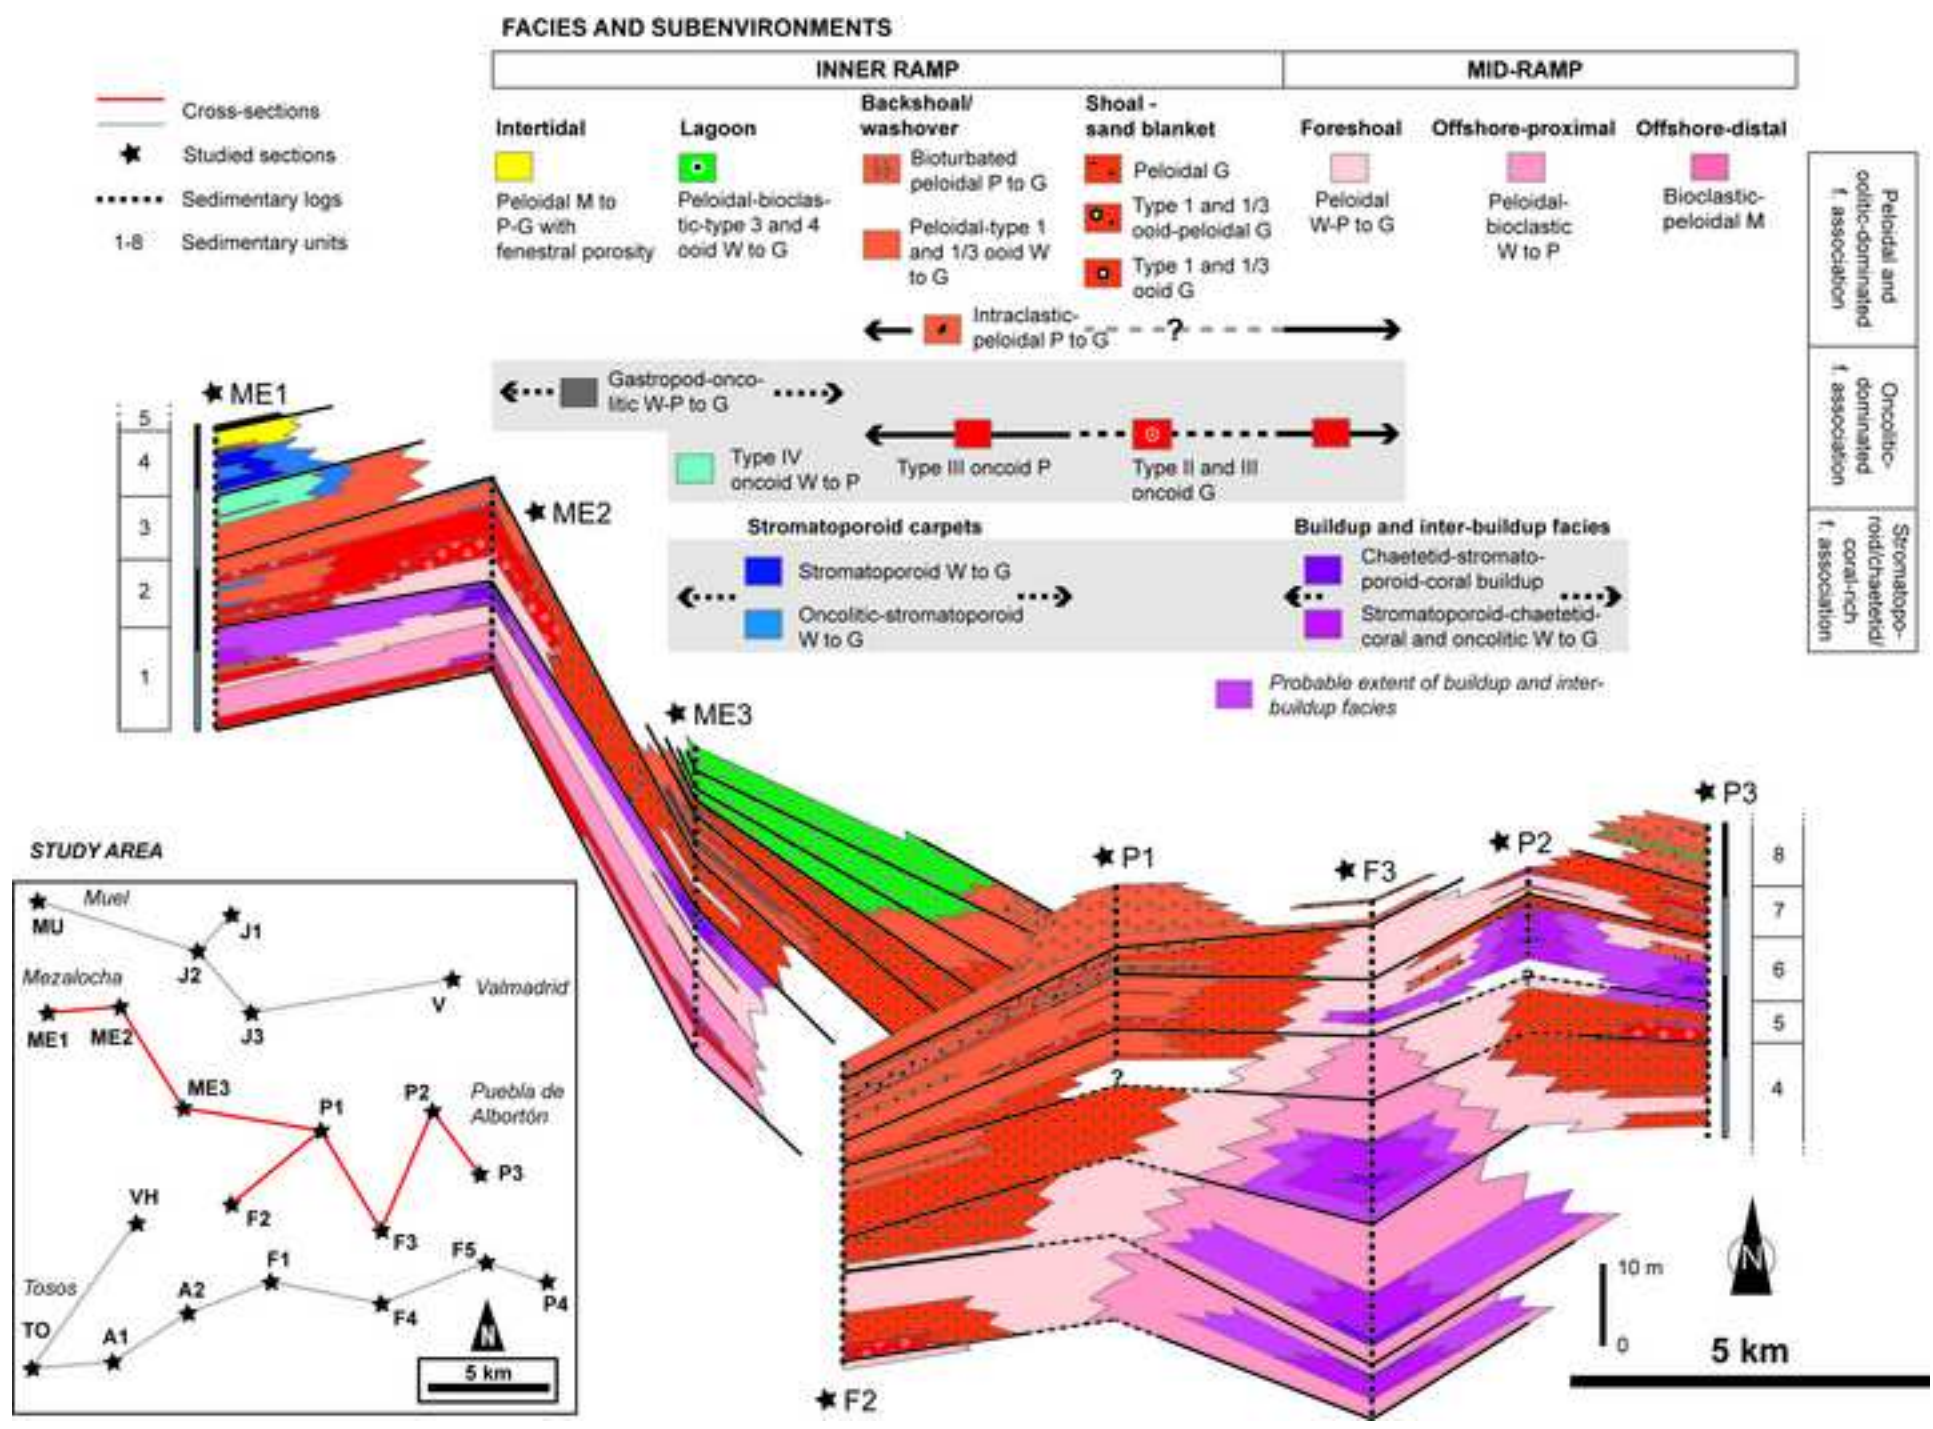 FACIES AND SUBENVIRONMENTS
INNER RAMP
MID-RAMP
Cross-sections
Studied sections
Sedimentary logs
1-8 Sedimentary units
Intertidal
Peloidal M to
P-G with
fenestral porosity
Lagoon
Peloidal-bioclas-
tic-type 3 and 4
ooid W to G
Backshoal/
washover
Bioturbated
peloidal P to G
Peloidal-type 1
and 1/3 ooid W
to G
Shoal -
sand blanket
Peloidal G
Type 1 and 1/3
ooid-peloidal G
Type 1 and 1/3
ooid G
Foreshoal
Peloidal
W-P to G
Offshore-proximal
Peloidal-
bioclastic
W to P
Offshore-distal
Bioclastic-
peloidal M
Intraclastic-
peloidal P to G
?
Peloidal and
oolitic-dominated
f. association
Gastropod-onco-
litic W-P to G
Type IV
oncoid W to P
Type III oncoid P
Type II and III
oncoid G
Oncolitic-
dominated
f. association
Stromatoporoid carpets
Stromatoporoid W to G
Oncolitic-stromatoporoid
W to G
Buildup and inter-buildup facies
Chaetetid-stromato-
poroid-coral buildup
Stromatoporoid-chaetetid-
coral and oncolitic W to G
Stromatopo-
roid/chaetetid/
coral-rich
f. association
Probable extent of buildup and inter-
buildup facies
ME1
5
4
3
2
1
ME2
ME3
P1
F3
P2
P3
8
7
6
5
4
?
?
F2
10 m
0
N
5 km
STUDY AREA
Muel
MU
J1
J2
Mezalocha
Valmadrid
V
J3
ME1
ME2
ME3
P1
P2
Puebla de
Albortón
P3
VH
F2
F3
F1
F5
Tosos
A2
F4
P4
TO
A1
N
5 km